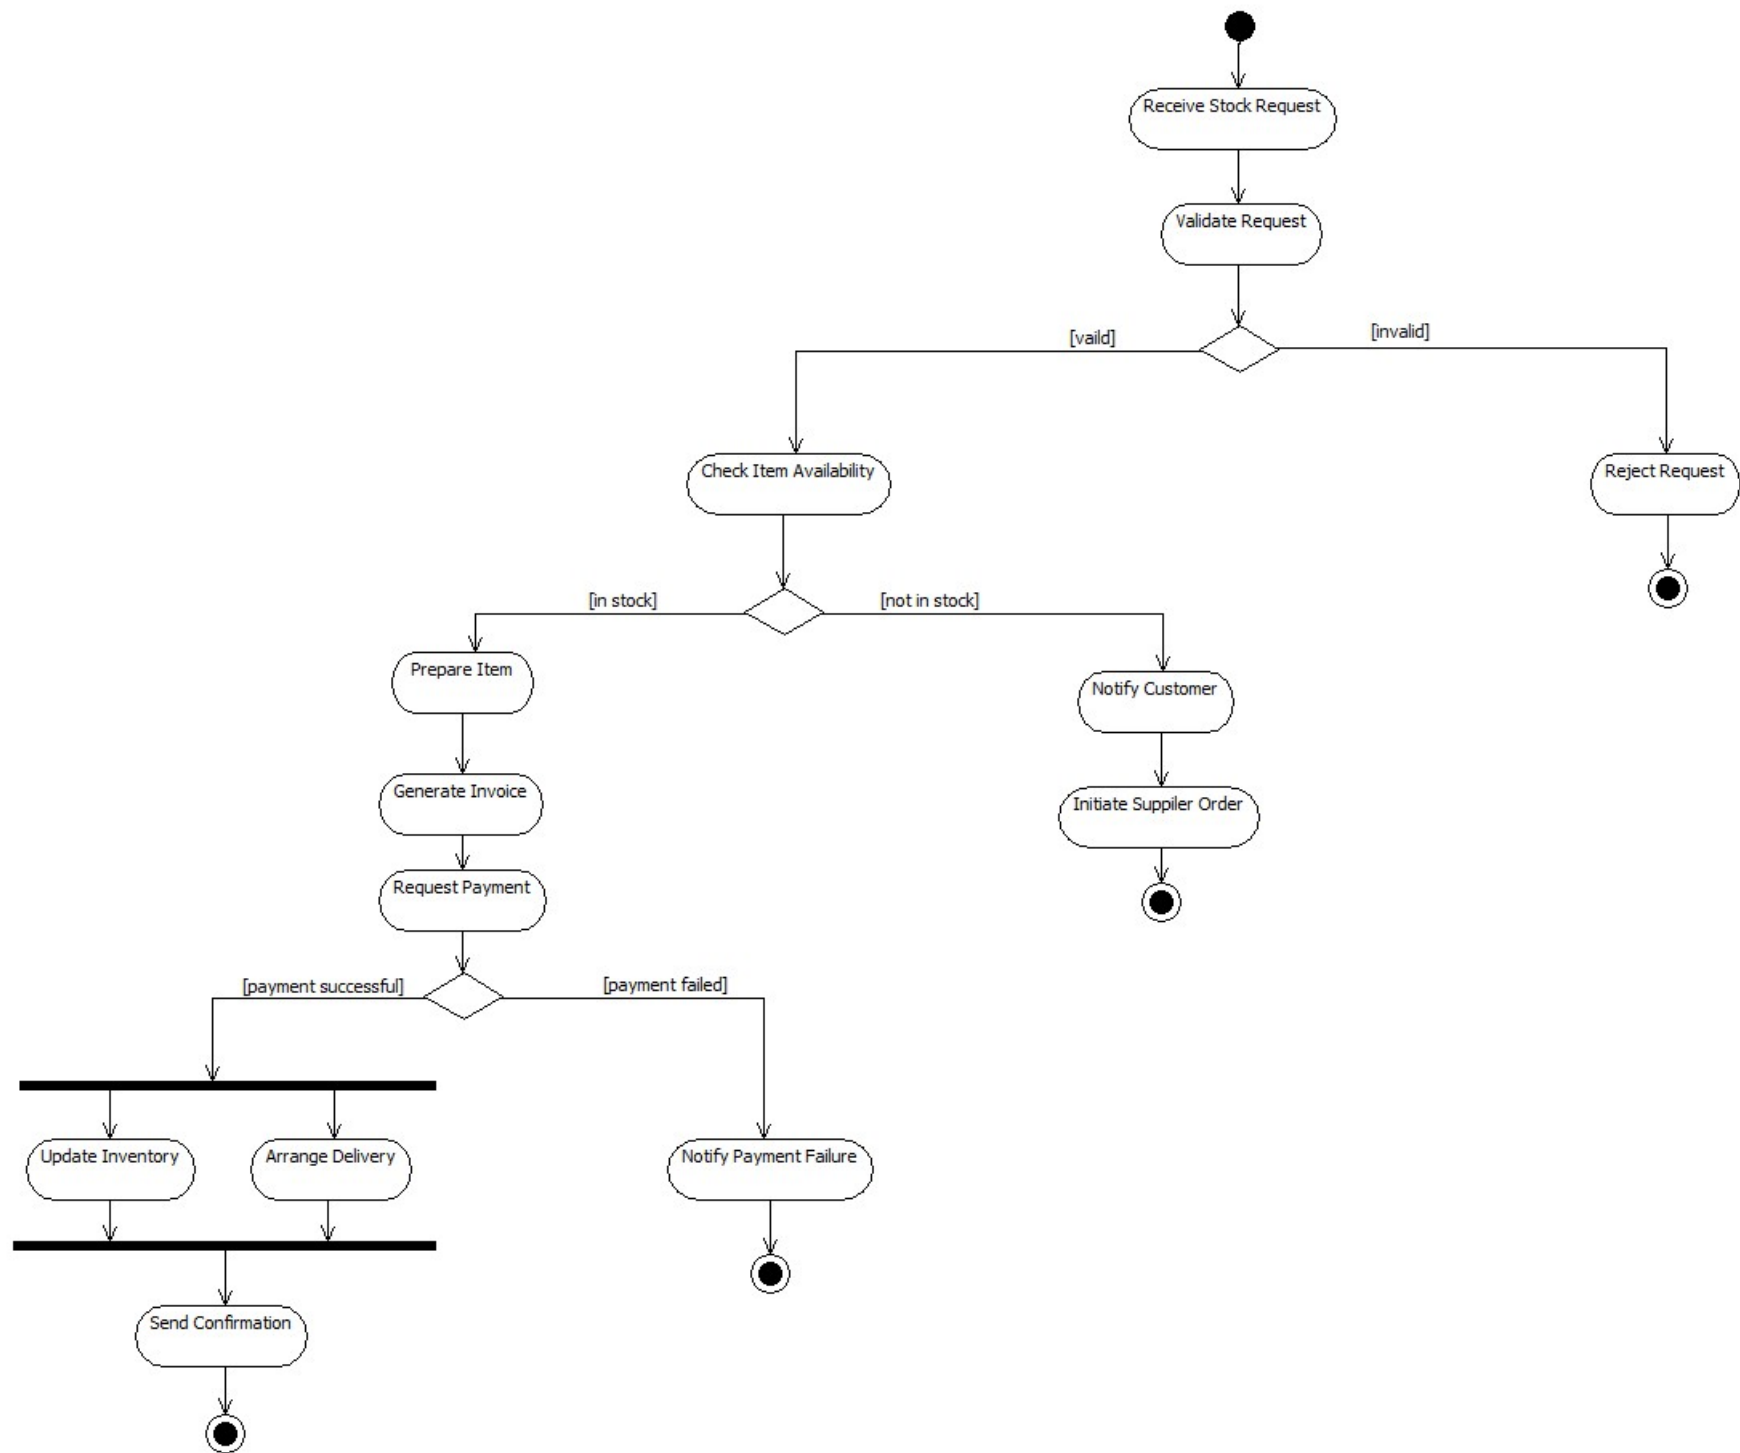 Receive Stock Request
Validate Request
[vaild]
[invalid]
Check Item Availability
Reject Request
[in stock]
[not in stock]
Prepare Item
Notify Customer
Generate Invoice
Initiate Suppiler Order
Request Payment
[payment successful]
[payment failed]
Update Inventory
Arrange Delivery
Notify Payment Failure
Send Confirmation